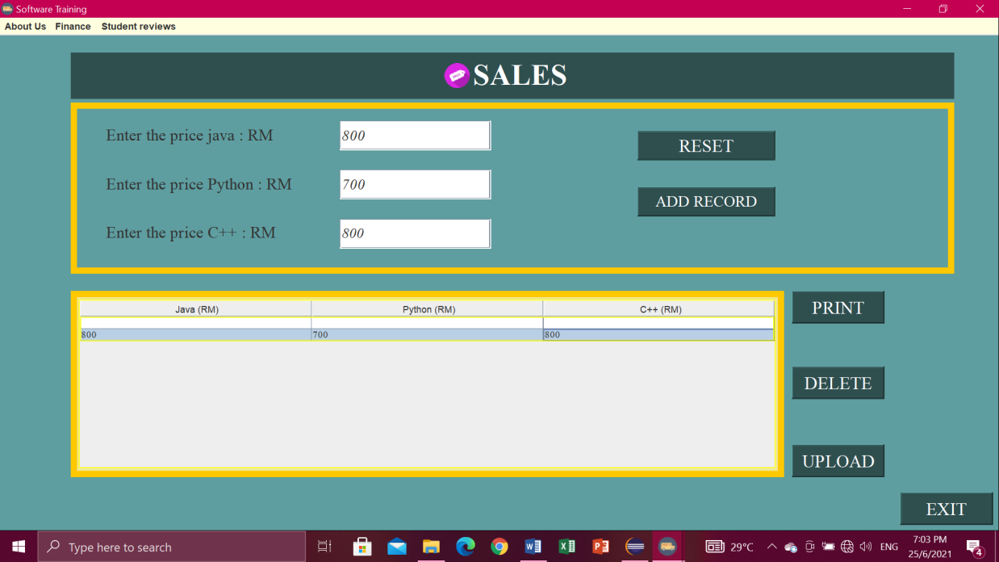 Software Training
About Us Finance Student reviews
SALES
Enter the price java : RM 800
RESET
Enter the price Python : RM 700
ADD RECORD
Enter the price C++ : RM 800
Java (RM) Python (RM) C++ (RM)
800 700 800
PRINT
DELETE
UPLOAD
EXIT
Type here to search
29°C
ENG
7:03 PM
25/6/2021
4